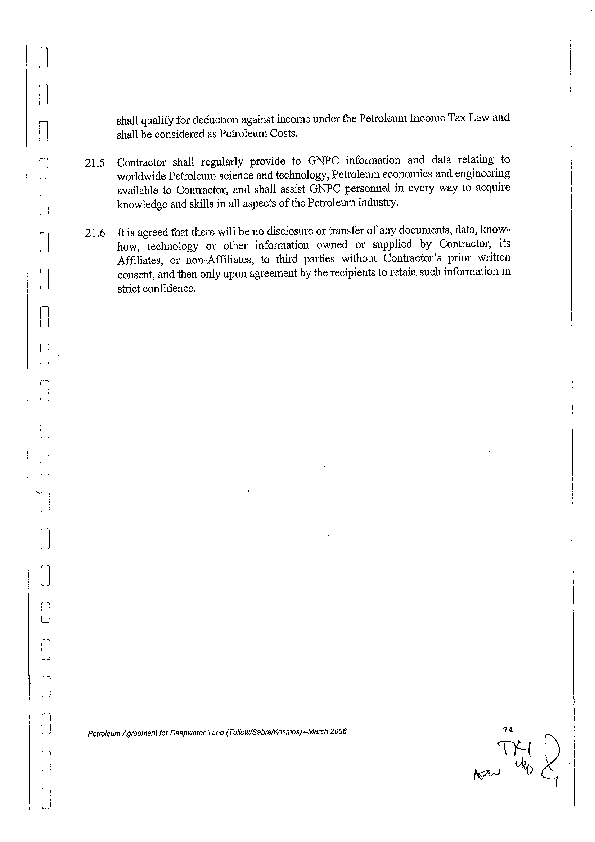 shall qualify for deduction against income under the Petroleum Income Tax Law and
shall be considered as Petroleum Costs.
21.5 Contractor shall regularly provide to GNPC information and data relating to
worldwide Petroleum science and technology, Petroleum economics and engineering
available to Contractor, and shall assist GNPC personnel in every way to acquire
knowledge and skills in all aspects of the Petroleum industry.
21.6 It is agreed that there will be no disclosure or transfer of any documents, data, know-
how, technology or other information owned or supplied by Contractor, its
Affiliates, or non-Affiliates, to third parties without Contractor's prior written
consent, and then only upon agreement by the recipients to retain such information in
strict confidence.
Petroleum Agreement for Deepwater Tano (Tullow/Sabre/Kosmos) – March 2006
74